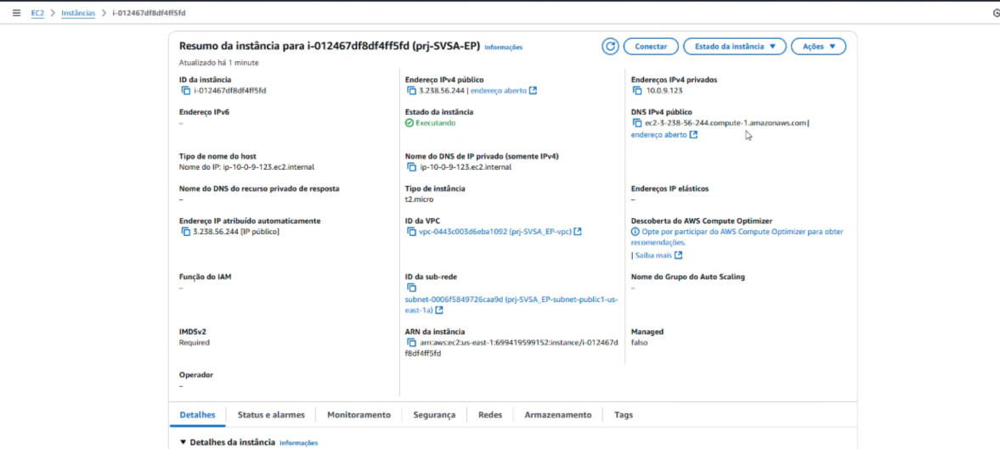 EC2 > Instâncias > i-012467df8df4ff5fd
Resumo da instância para i-012467df8df4ff5fd (prj-SVSA-EP) Informações
Conectar
Estado da instância
Ações
Atualizado há 1 minute
ID da instância
i-012467df8df4ff5fd
Endereço IPv4 público
3.238.56.244 | endereço aberto
Endereços IPv4 privados
10.0.9.123
Endereço IPv6
–
Estado da instância
Executando
DNS IPv4 público
ec2-3-238-56-244.compute-1.amazonaws.com |
endereço aberto
Tipo de nome do host
Nome do IP: ip-10-0-9-123.ec2.internal
Nome do DNS de IP privado (somente IPv4)
ip-10-0-9-123.ec2.internal
Nome do DNS do recurso privado de resposta
–
Tipo de instância
t2.micro
Endereços IP elásticos
–
Endereço IP atribuído automaticamente
3.238.56.244 [IP público]
ID da VPC
vpc-0443c003d6eba1092 (prj-SVSA_EP-vpc)
Descoberta do AWS Compute Optimizer
Opte por participar do AWS Compute Optimizer para obter
recomendações.
| Saiba mais
Função do IAM
–
ID da sub-rede
subnet-0006f5849726caa9d (prj-SVSA_EP-subnet-public1-us-
east-1a)
Nome do Grupo do Auto Scaling
–
IMDSv2
Required
ARN da instância
arn:aws:ec2:us-east-1:699419599152:instance/i-012467d
f8df4ff5fd
Managed
falso
Operador
–
Detalhes
Status e alarmes
Monitoramento
Segurança
Redes
Armazenamento
Tags
Detalhes da instância Informações